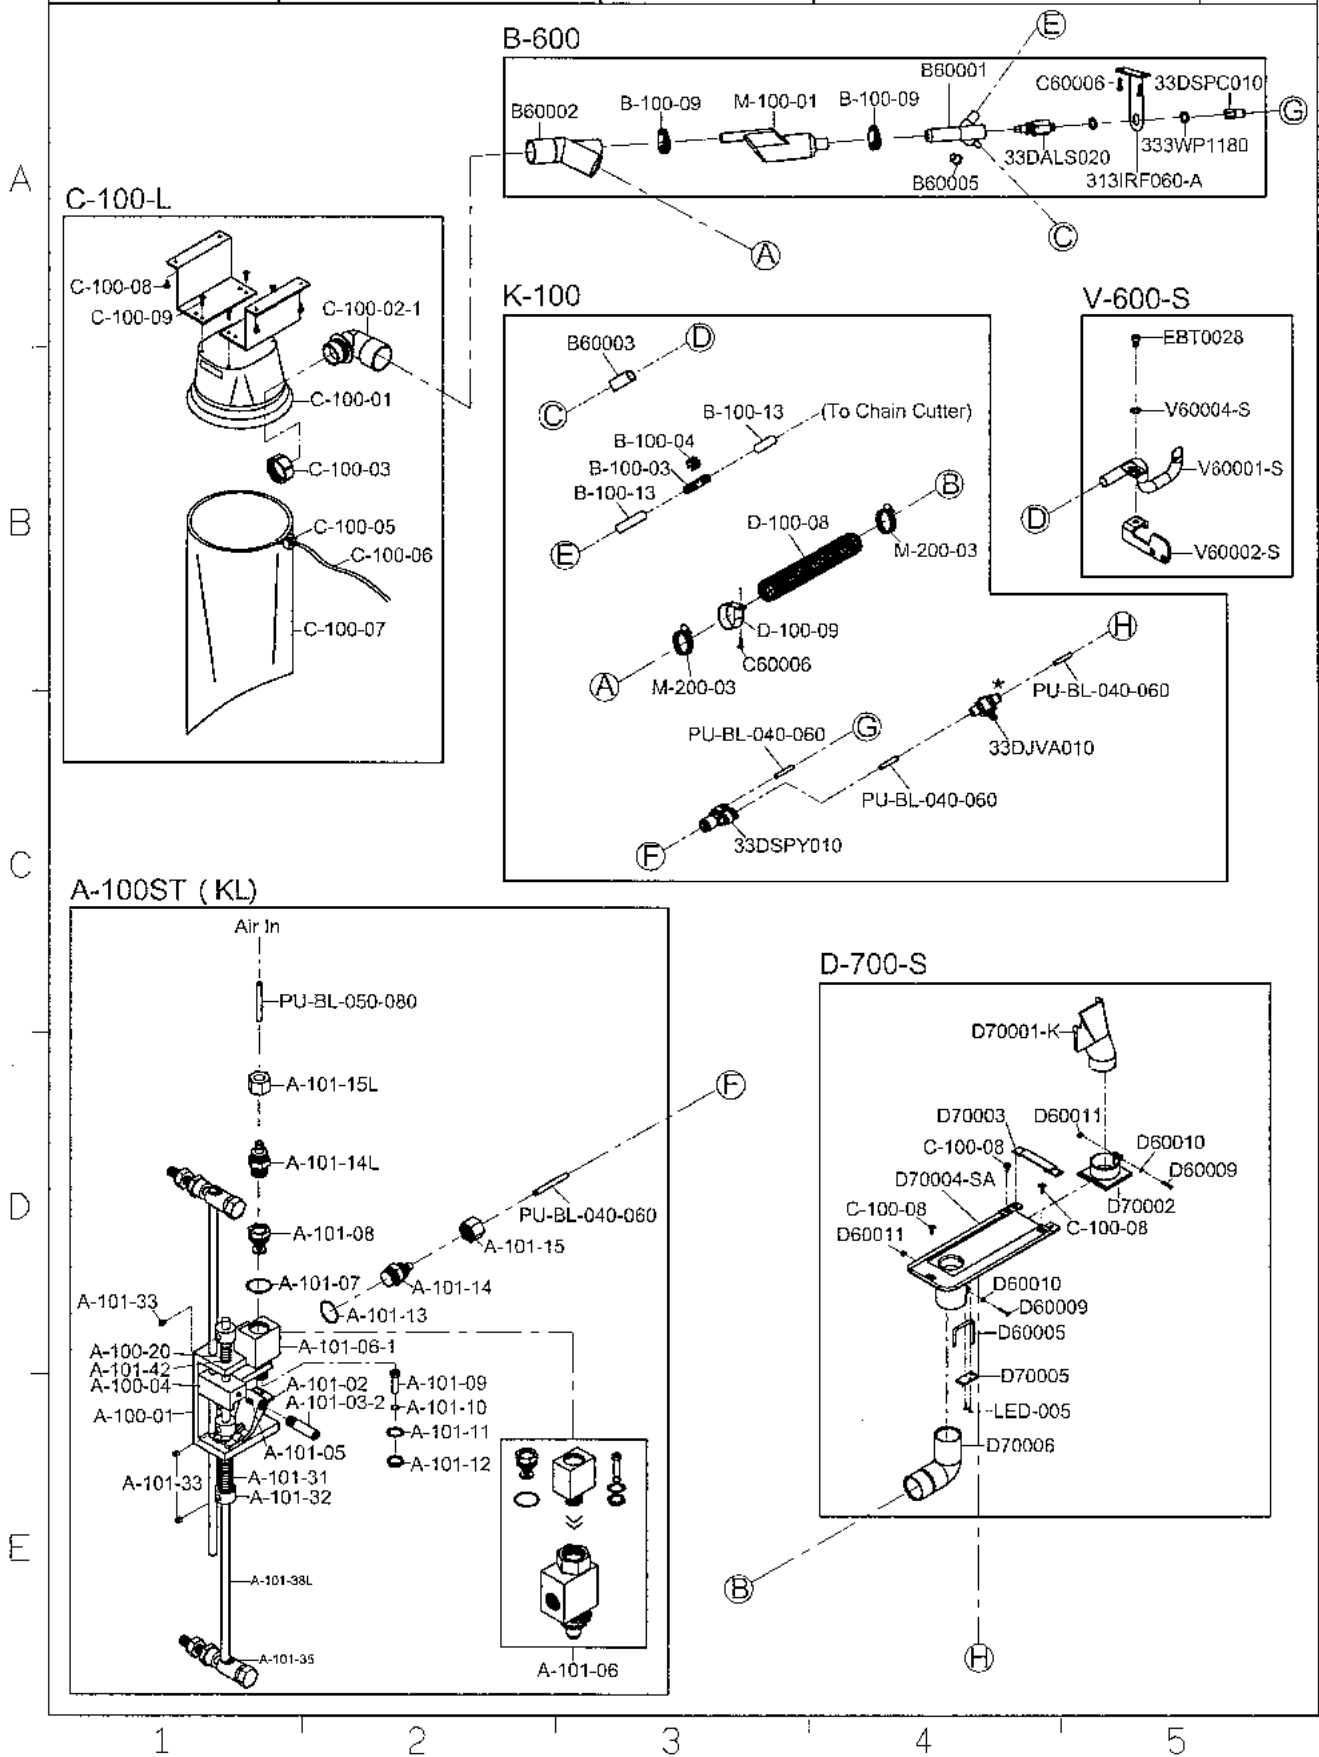 B-600
E
B60001
C60006
33DSPC010
B60002
B-100-09
M-100-01
B-100-09
G
33DALS020
333WP1180
B60005
313IRF060-A
A
C
A
C-100-L
C-100-08
C-100-09
C-100-02-1
C-100-01
C-100-03
C-100-05
C-100-06
C-100-07
K-100
B60003
D
C
B-100-13
(To Chain Cutter)
B-100-04
B-100-03
B-100-13
E
B
D-100-08
M-200-03
D-100-09
C60006
A
M-200-03
H
PU-BL-040-060
*
33DJVA010
PU-BL-040-060
G
PU-BL-040-060
33DSPY010
F
V-600-S
EBT0028
V60004-S
V60001-S
D
V60002-S
B
C
A-100ST (KL)
Air In
PU-BL-050-080
A-101-15L
A-101-14L
A-101-08
A-101-07
F
PU-BL-040-060
A-101-15
A-101-14
A-101-13
A-101-33
A-101-06-1
A-100-20
A-101-42
A-100-04
A-100-01
A-101-02
A-101-03-2
A-101-09
A-101-10
A-101-11
A-101-12
A-101-05
A-101-33
A-101-31
A-101-32
A-101-38L
A-101-35
A-101-06
D-700-S
D70001-K
D70003
D60011
C-100-08
D60010
D70004-SA
D60009
C-100-08
D70002
D60011
C-100-08
D60010
D60009
D60005
D70005
LED-005
D70006
B
H
D
E
1
2
3
4
5